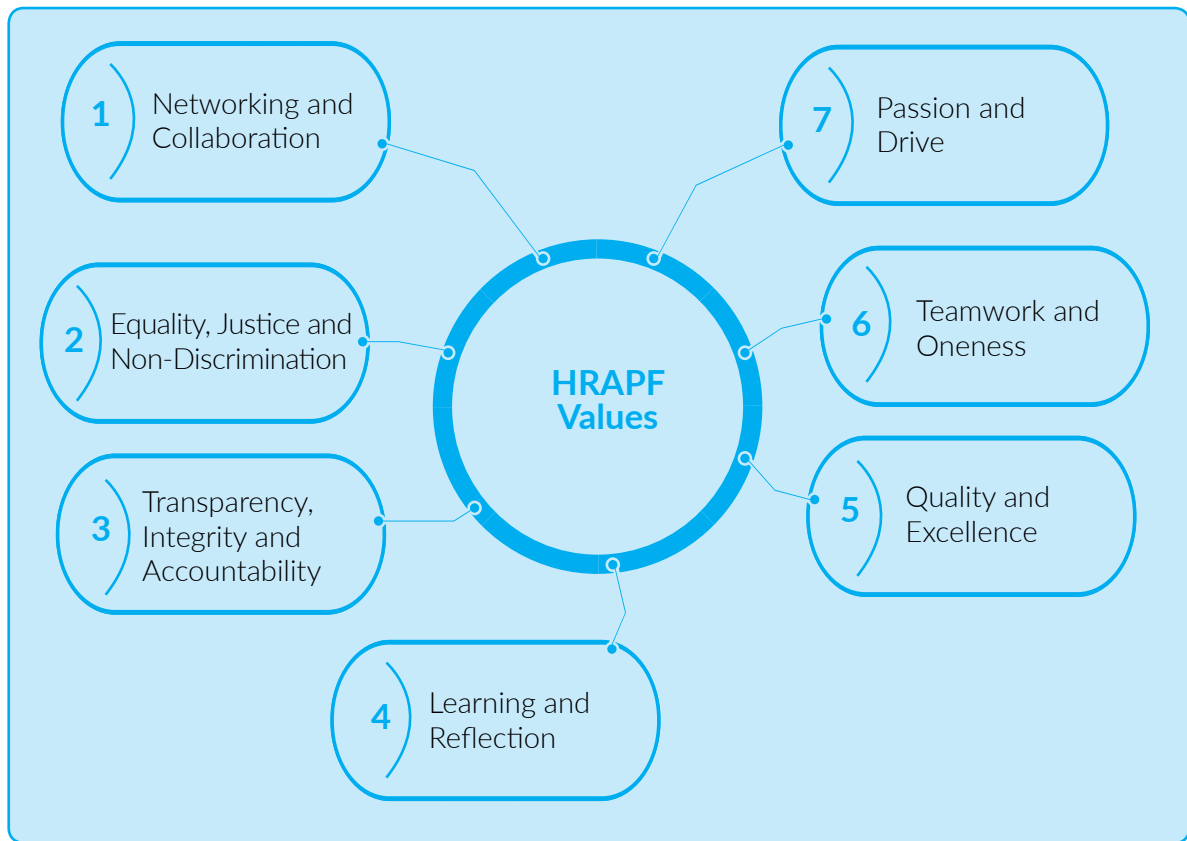 HRAPF
Values
1
Networking and
Collaboration
2
Equality, Justice and
Non-Discrimination
3
Transparency,
Integrity and
Accountability
4
Learning and
Reflection
5
Quality and
Excellence
6
Teamwork and
Oneness
7
Passion and
Drive